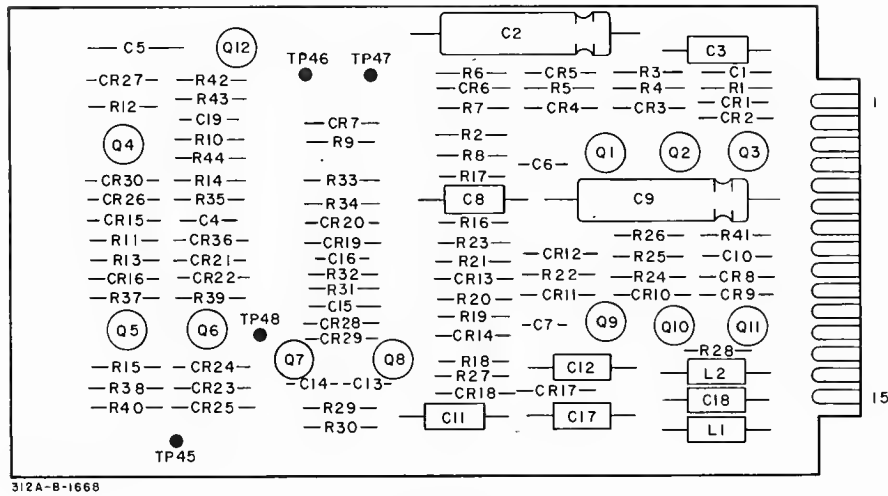 C5
Q12
CR27
R42
R12
R43
C19
Q4
R10
R44
CR30
R14
CR26
R35
CR15
C4
R11
CR36
R13
CR21
CR16
CR22
R37
R39
Q5
Q6
TP48
R15
CR24
R38
CR23
R40
CR25
TP45
TP46
TP47
CR7
R9
R33
R34
CR20
CR19
C16
R32
R31
C15
CR28
CR29
Q7
Q8
C14
C13
R29
R30
C2
C3
R6
CR5
R3
C1
CR6
R5
R4
R1
R7
CR4
CR3
CR1
CR2
R2
R8
C6
Q1
Q2
Q3
R17
C8
C9
R16
R26
R41
R23
CR12
R25
C10
R21
CR13
R22
R24
CR8
R20
CR11
CR10
CR9
R19
C7
Q9
Q10
Q11
CR14
R28
R18
C12
L2
R27
CR18
CR17
C18
C11
C17
L1
1
15
312A-B-1668